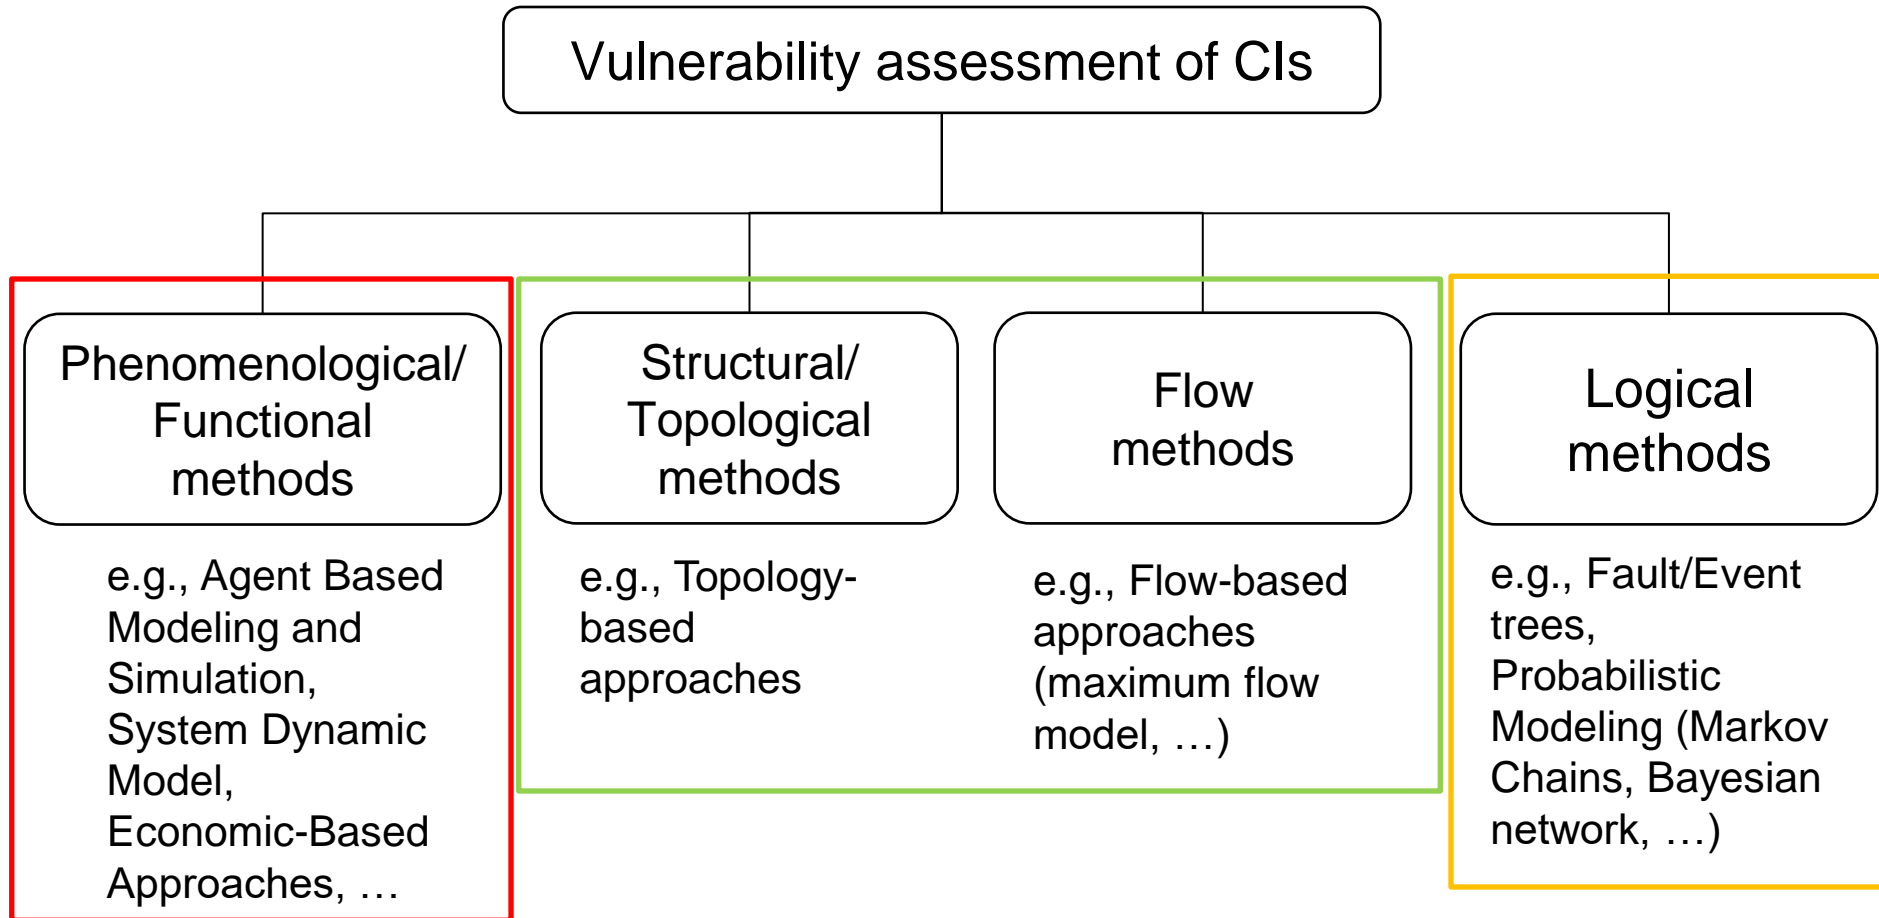 Vulnerability assessment of CIs
Phenomenological/
Functional
methods
Structural/
Topological
methods
Flow
methods
Logical
methods
e.g., Agent Based
Modeling and
Simulation,
System Dynamic
Model,
Economic-Based
Approaches, …
e.g., Topology-
based
approaches
e.g., Flow-based
approaches
(maximum flow
model, …)
e.g., Fault/Event
trees,
Probabilistic
Modeling (Markov
Chains, Bayesian
network, …)